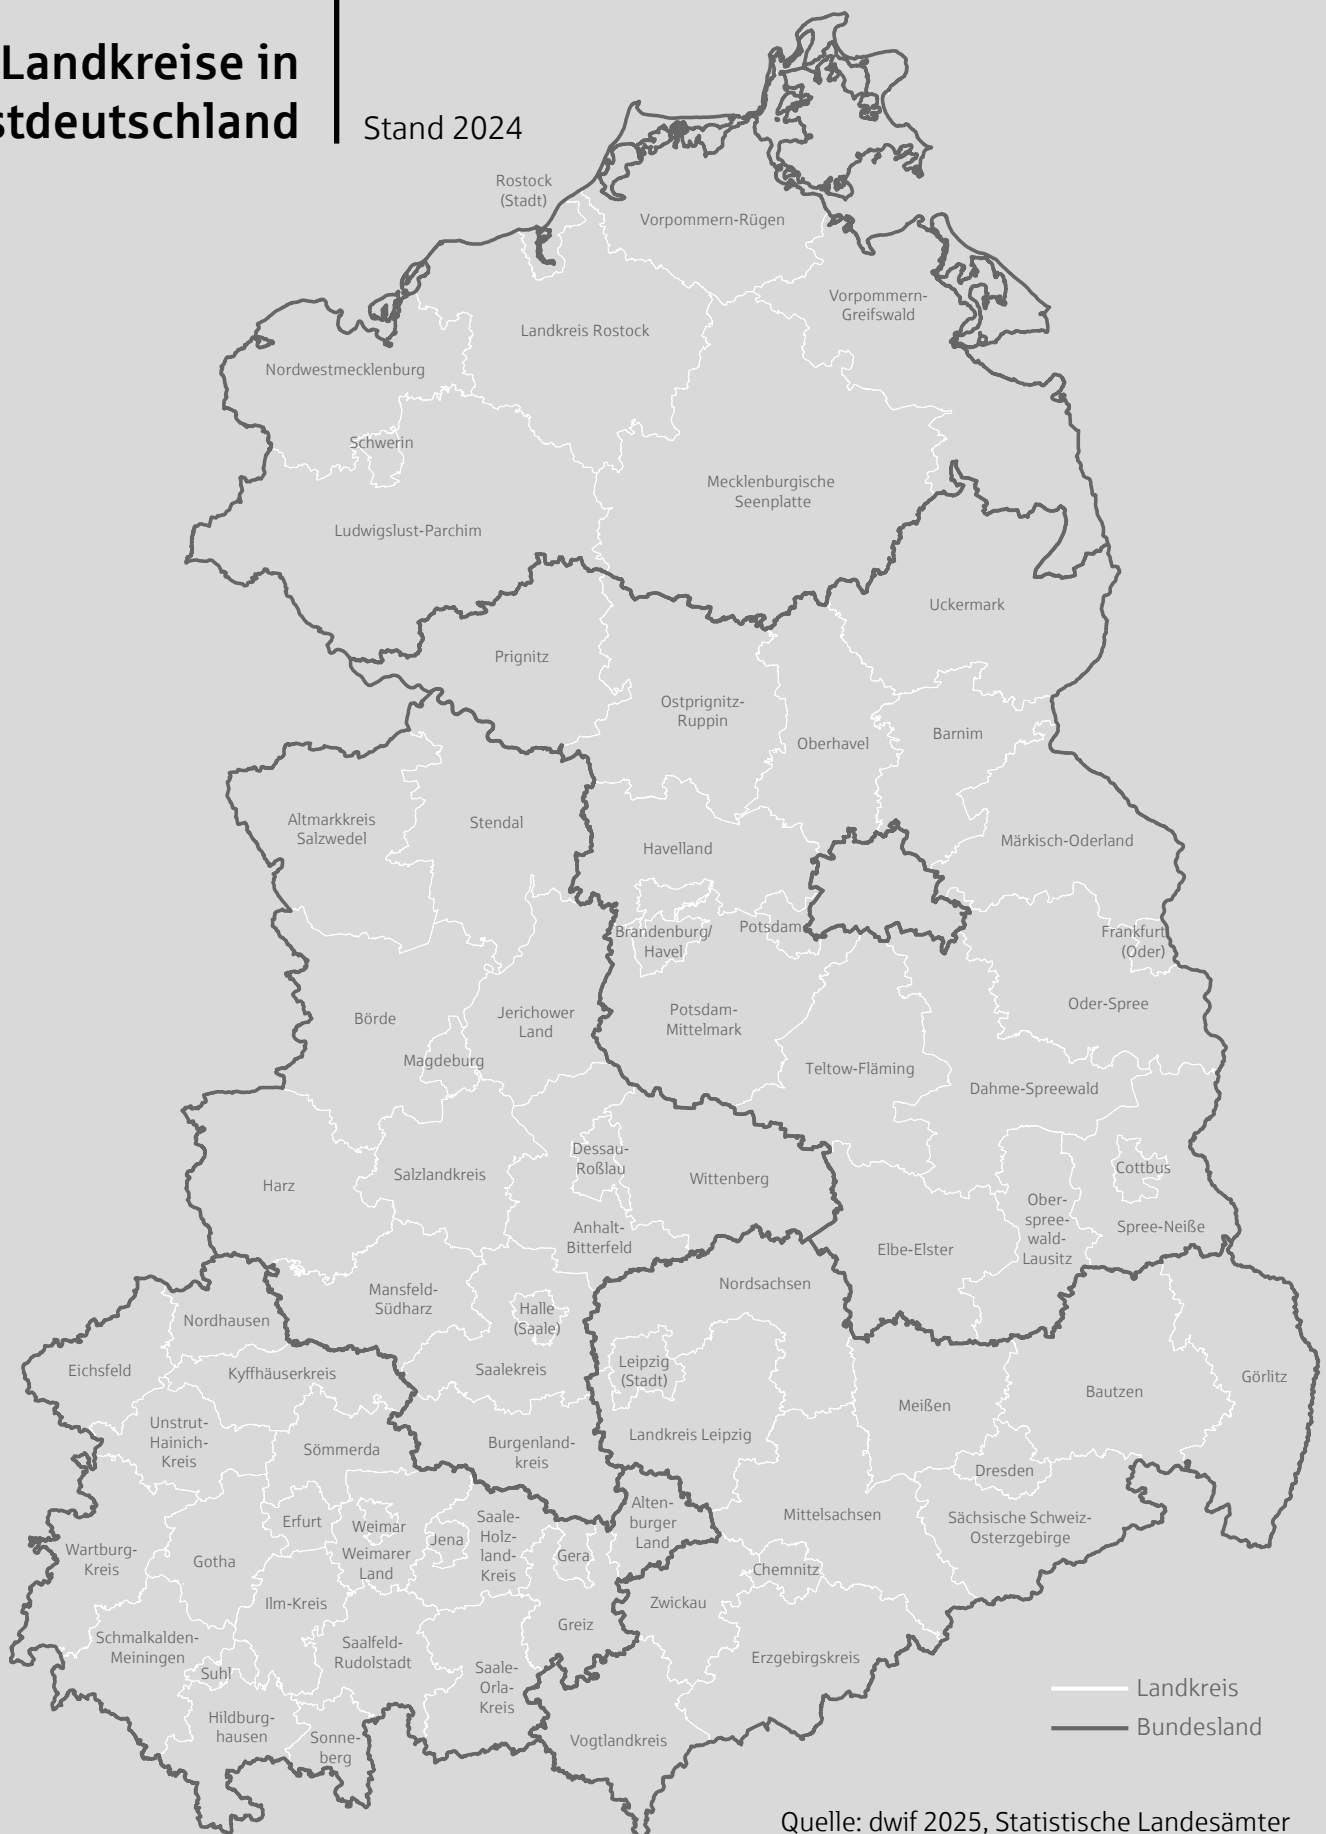 Landkreise in
stdeutschland
Stand 2024
Rostock
(Stadt)
Vorpommern-Rügen
Vorpommern-
Greifswald
Landkreis Rostock
Nordwestmecklenburg
Schwerin
Mecklenburgische
Seenplatte
Ludwigslust-Parchim
Uckermark
Prignitz
Ostprignitz-
Ruppin
Oberhavel
Barnim
Altmarkkreis
Salzwedel
Stendal
Havelland
Märkisch-Oderland
Brandenburg/
Havel
Potsdam
Frankfurt
(Oder)
Oder-Spree
Börde
Jerichower
Land
Potsdam-
Mittelmark
Magdeburg
Teltow-Fläming
Dahme-Spreewald
Harz
Salzlandkreis
Dessau-
Roßlau
Wittenberg
Cottbus
Ober-
spree-
wald-
Lausitz
Spree-Neiße
Anhalt-
Bitterfeld
Elbe-Elster
Mansfeld-
Südharz
Nordsachsen
Halle
(Saale)
Nordhausen
Eichsfeld
Kyffhäuserkreis
Saalekreis
Leipzig
(Stadt)
Meißen
Bautzen
Görlitz
Unstrut-
Hainich-
Kreis
Sömmerda
Burgenland-
kreis
Landkreis Leipzig
Dresden
Erfurt
Weimar
Weimarer
Land
Jena
Saale-
Holz-
land-
Kreis
Gera
Alten-
burger
Land
Mittelsachsen
Sächsische Schweiz-
Osterzgebirge
Wartburg-
Kreis
Gotha
Chemnitz
Ilm-Kreis
Zwickau
Greiz
Schmalkalden-
Meiningen
Suhl
Saalfeld-
Rudolstadt
Saale-
Orla-
Kreis
Erzgebirgskreis
Hildburg-
hausen
Sonne-
berg
Vogtlandkreis
Landkreis
Bundesland
Quelle: dwif 2025, Statistische Landesämter